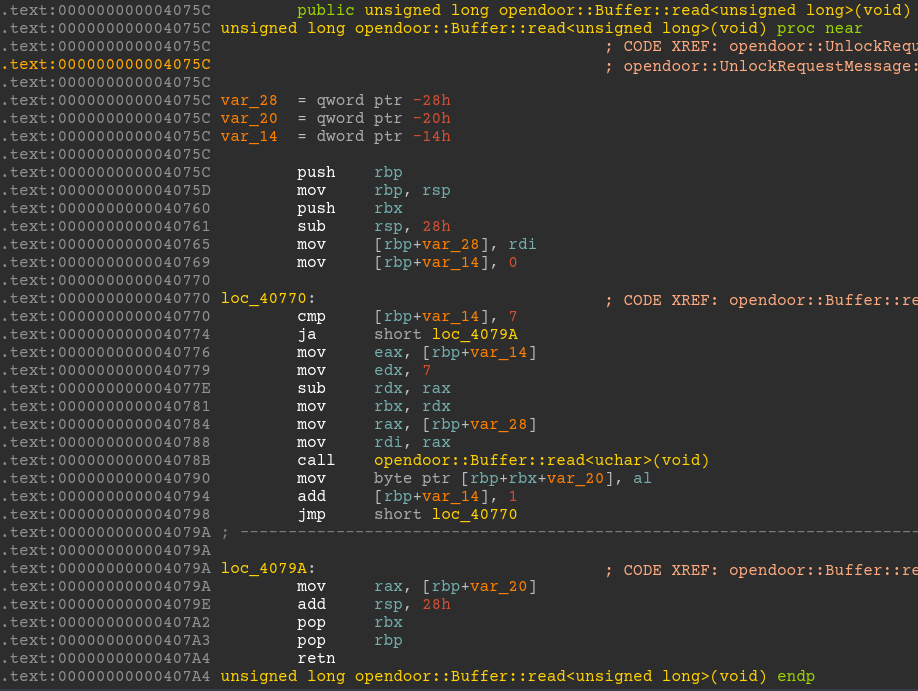 .text:000000000004075C public unsigned long opendoor::Buffer::read<unsigned long>(void)
.text:000000000004075C unsigned long opendoor::Buffer::read<unsigned long>(void) proc near
.text:000000000004075C ; CODE XREF: opendoor::UnlockRequ
.text:000000000004075C ; opendoor::UnlockRequestMessage:
.text:000000000004075C
.text:000000000004075C var_28 = qword ptr -28h
.text:000000000004075C var_20 = qword ptr -20h
.text:000000000004075C var_14 = dword ptr -14h
.text:000000000004075C
.text:000000000004075C push rbp
.text:000000000004075D mov rbp, rsp
.text:0000000000040760 push rbx
.text:0000000000040761 sub rsp, 28h
.text:0000000000040765 mov [rbp+var_28], rdi
.text:0000000000040769 mov [rbp+var_14], 0
.text:0000000000040770
.text:0000000000040770 loc_40770: ; CODE XREF: opendoor::Buffer::re
.text:0000000000040770 cmp [rbp+var_14], 7
.text:0000000000040774 ja short loc_4079A
.text:0000000000040776 mov eax, [rbp+var_14]
.text:0000000000040779 mov edx, 7
.text:000000000004077E sub rdx, rax
.text:0000000000040781 mov rbx, rdx
.text:0000000000040784 mov rax, [rbp+var_28]
.text:0000000000040788 mov rdi, rax
.text:000000000004078B call opendoor::Buffer::read<uchar>(void)
.text:0000000000040790 mov byte ptr [rbp+rbx+var_20], al
.text:0000000000040794 add [rbp+var_14], 1
.text:0000000000040798 jmp short loc_40770
.text:000000000004079A ; ---------------------------------------------------------------------
.text:000000000004079A
.text:000000000004079A loc_4079A: ; CODE XREF: opendoor::Buffer::re
.text:000000000004079A mov rax, [rbp+var_20]
.text:000000000004079E add rsp, 28h
.text:00000000000407A2 pop rbx
.text:00000000000407A3 pop rbp
.text:00000000000407A4 retn
.text:00000000000407A4 unsigned long opendoor::Buffer::read<unsigned long>(void) endp